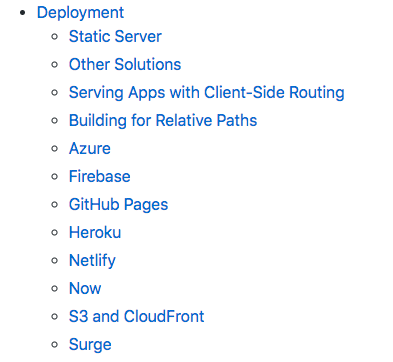 Deployment
Static Server
Other Solutions
Serving Apps with Client-Side Routing
Building for Relative Paths
Azure
Firebase
GitHub Pages
Heroku
Netlify
Now
S3 and CloudFront
Surge